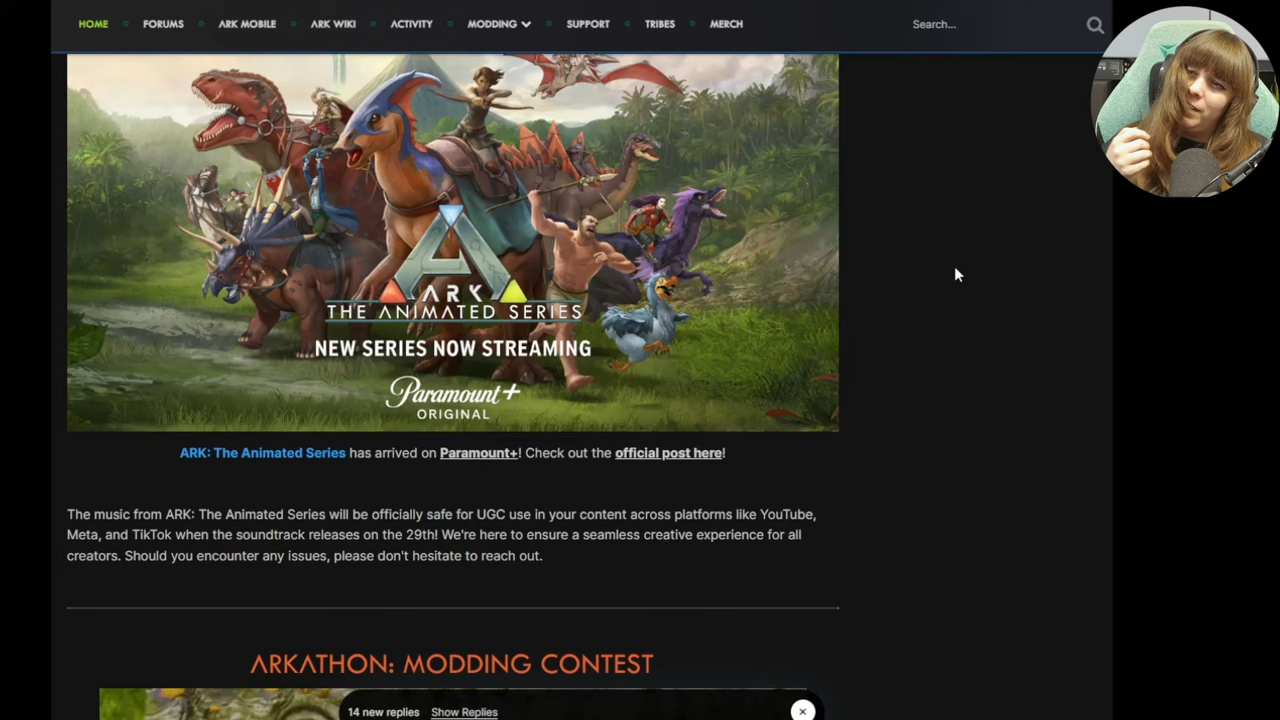 HOME FORUMS ARK MOBILE ARK WIKI ACTIVITY MODDING SUPPORT TRIBES MERCH Search...
ARK
THE ANIMATED SERIES
NEW SERIES NOW STREAMING
Paramount+
ORIGINAL
ARK: The Animated Series has arrived on Paramount+! Check out the official post here!
The music from ARK: The Animated Series will be officially safe for UGC use in your content across platforms like YouTube,
Meta, and TikTok when the soundtrack releases on the 29th! We're here to ensure a seamless creative experience for all
creators. Should you encounter any issues, please don't hesitate to reach out.
ARKATHON: MODDING CONTEST
14 new replies Show Replies